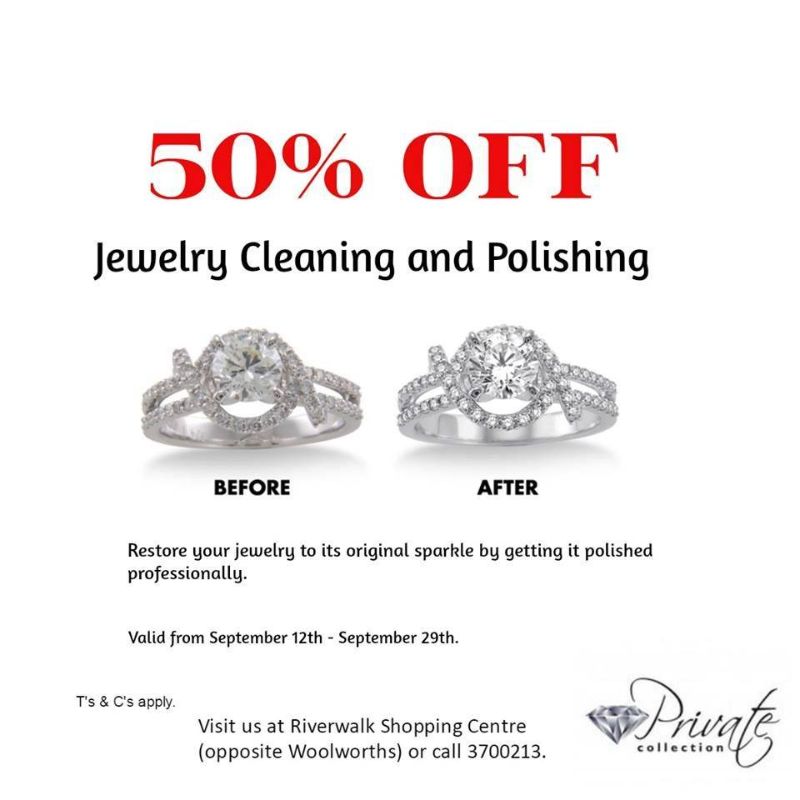 50% OFF
Jewelry Cleaning and Polishing
BEFORE
AFTER
Restore your jewelry to its original sparkle by getting it polished
professionally.
Valid from September 12th - September 29th.
T's & C's apply.
Visit us at Riverwalk Shopping Centre
(opposite Woolworths) or call 3700213.
Private
collection